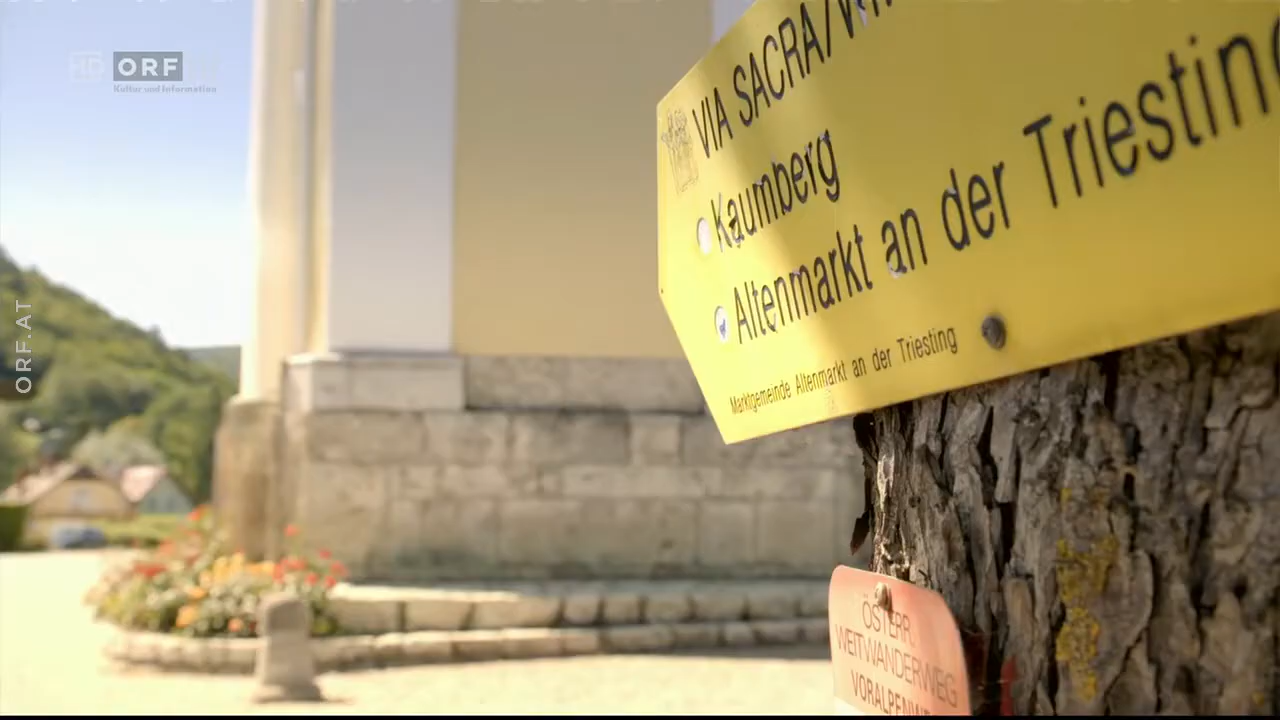 HD ORF
Kultur und Information
ORF.AT
VIA SACRA/
Kaumberg
Altenmarkt an der Triesting
Marktgemeinde Altenmarkt an der Triesting
ÖSTERR.
WEITWANDERWEG